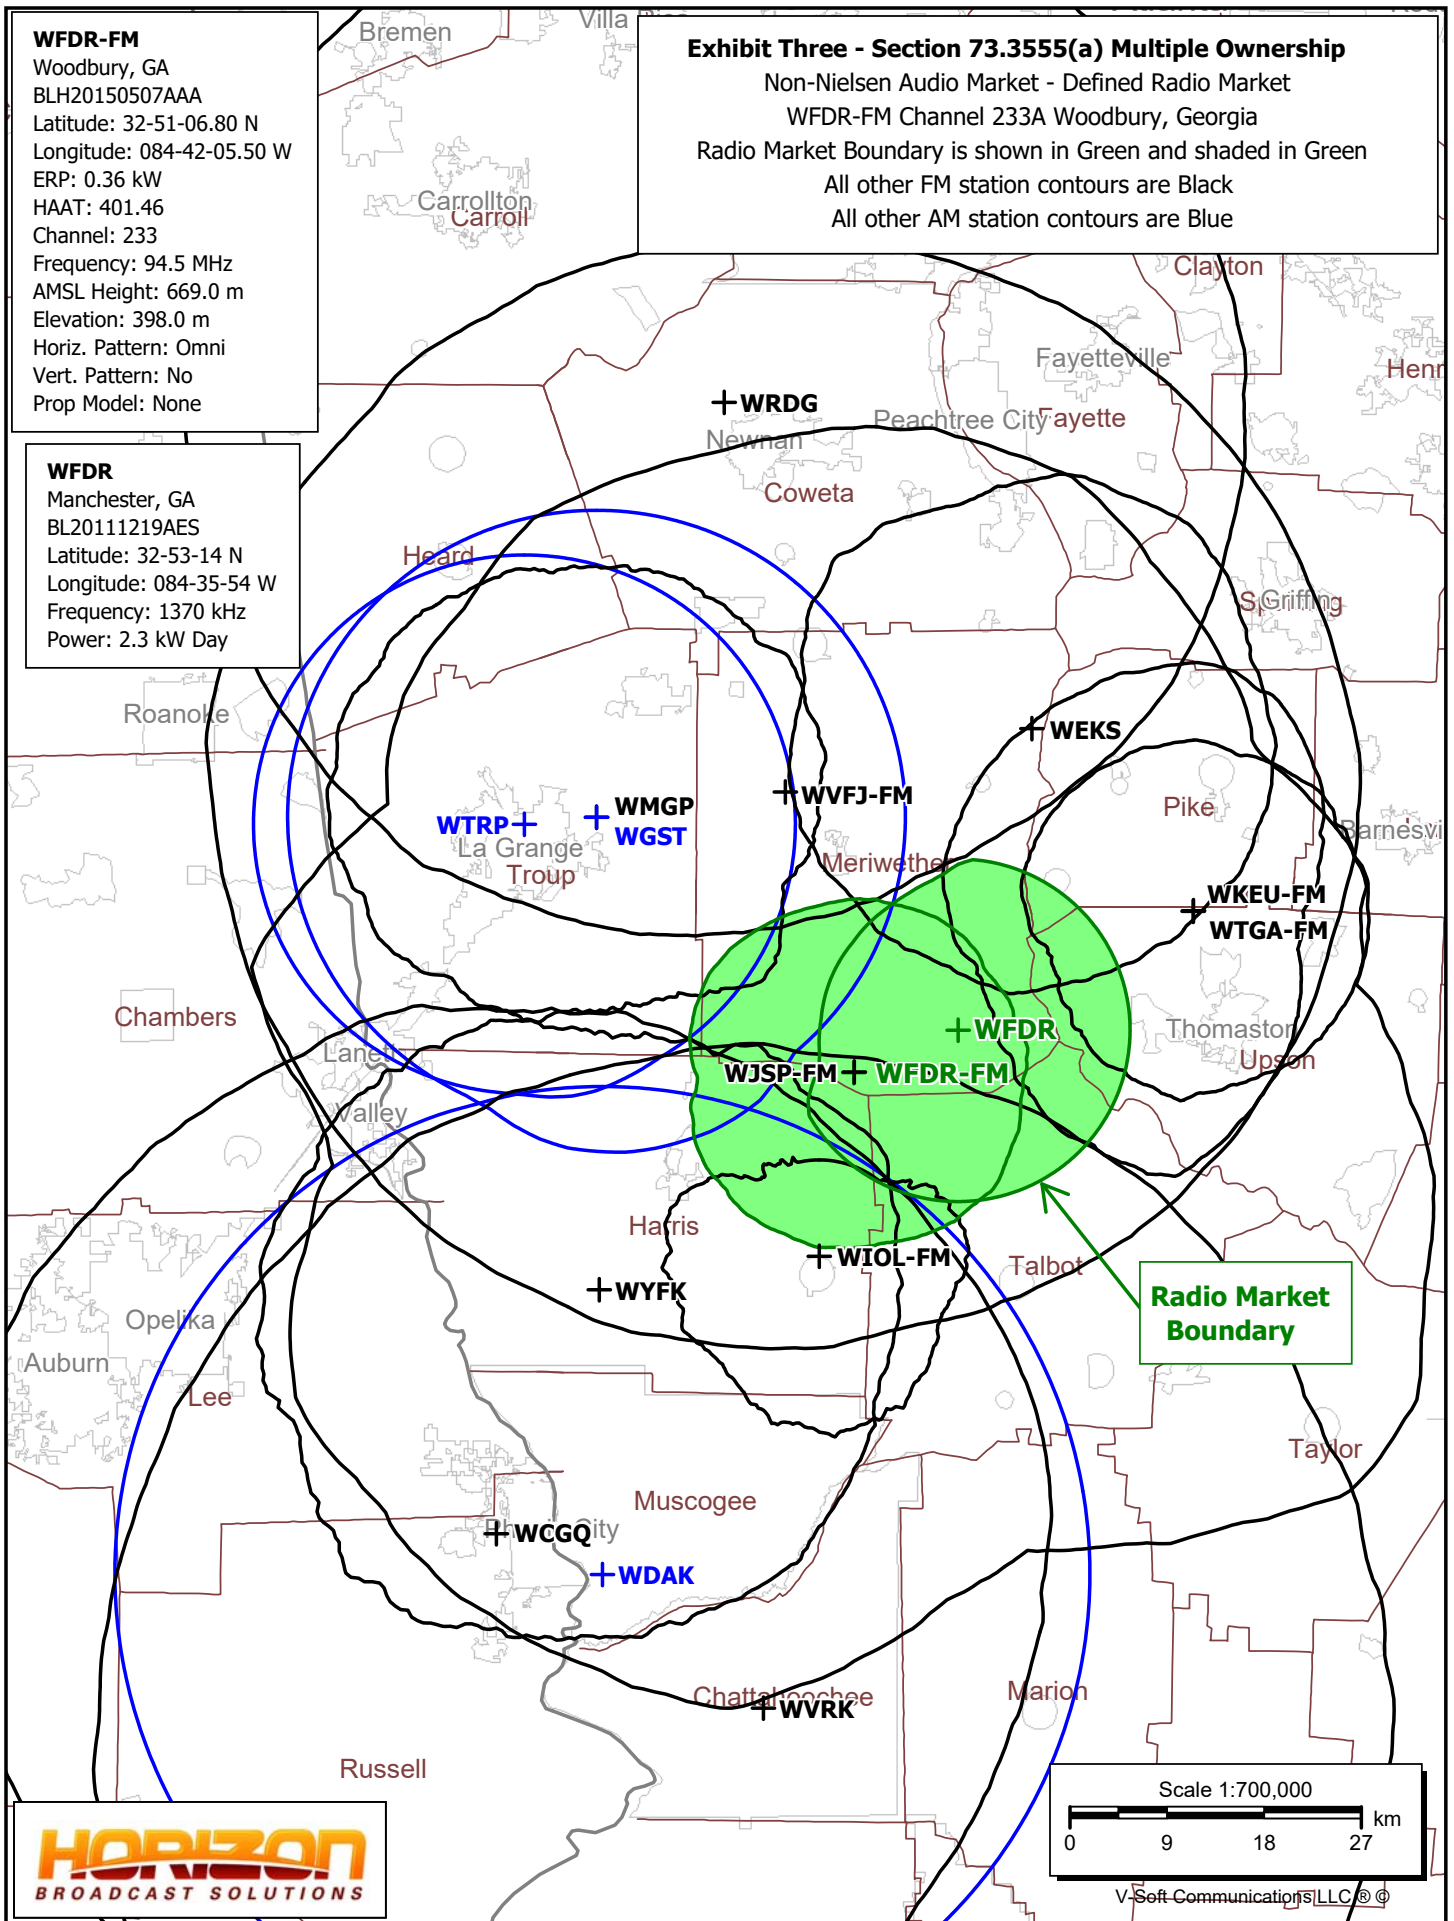 WFDR-FM
Woodbury, GA
BLH20150507AAA
Latitude: 32-51-06.80 N
Longitude: 084-42-05.50 W
ERP: 0.36 kW
HAAT: 401.46
Channel: 233
Frequency: 94.5 MHz
AMSL Height: 669.0 m
Elevation: 398.0 m
Horiz. Pattern: Omni
Vert. Pattern: No
Prop Model: None
WFDR
Manchester, GA
BL20111219AES
Latitude: 32-53-14 N
Longitude: 084-35-54 W
Frequency: 1370 kHz
Power: 2.3 kW Day
Exhibit Three - Section 73.3555(a) Multiple Ownership
Non-Nielsen Audio Market - Defined Radio Market
WFDR-FM Channel 233A Woodbury, Georgia
Radio Market Boundary is shown in Green and shaded in Green
All other FM station contours are Black
All other AM station contours are Blue
Bremen
Villa
Carrollton
Carroll
Clayton
Fayetteville
Henr
WRDG
Peachtree City
Fayette
Newnan
Coweta
Heard
Griffin
Roanoke
WEKS
WVFJ-FM
WMGP
Pike
WTRP
WGST
Barnesvi
La Grange
Troup
Meriwether
WKEU-FM
WTGA-FM
Chambers
WFDR
Thomaston
Lanett
Upson
WJSP-FM
WFDR-FM
Valley
Harris
WIOL-FM
Talbot
WYFK
Radio Market
Boundary
Opelika
Auburn
Lee
Taylor
Muscogee
WCGQ
City
WDAK
Chattahoochee
WVRK
Marion
Russell
Scale 1:700,000
km
0 9 18 27
HORIZON
BROADCAST SOLUTIONS
V-Soft Communications LLC ® ©